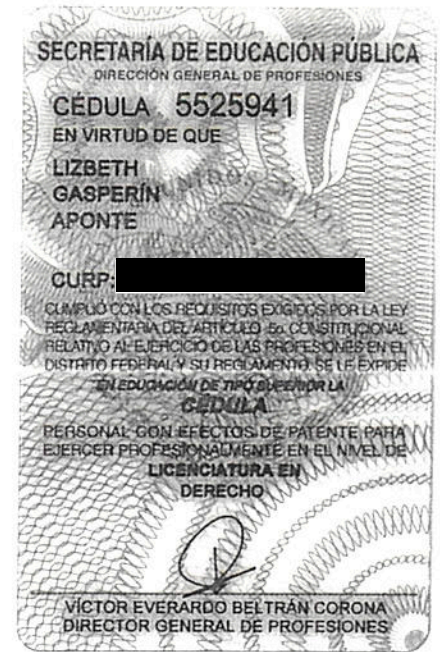 SECRETARÍA DE EDUCACIÓN PÚBLICA
DIRECCIÓN GENERAL DE PROFESIONES
CÉDULA 5525941
EN VIRTUD DE QUE
LIZBETH
GASPERÍN
APONTE
CURP:
CUMPLIÓ CON LOS REQUISITOS EXIGIDOS POR LA LEY
REGLAMENTARIA DEL ARTÍCULO 5o. CONSTITUCIONAL
RELATIVO AL EJERCICIO DE LAS PROFESIONES EN EL
DISTRITO FEDERAL Y SU REGLAMENTO SE LE EXPIDE
EN EDUCACIÓN DE TIPO SUPERIOR LA
CÉDULA
PERSONAL CON EFECTOS DE PATENTE PARA
EJERCER PROFESIONALMENTE EN EL NIVEL DE
LICENCIATURA EN
DERECHO
VÍCTOR EVERARDO BELTRÁN CORONA
DIRECTOR GENERAL DE PROFESIONES